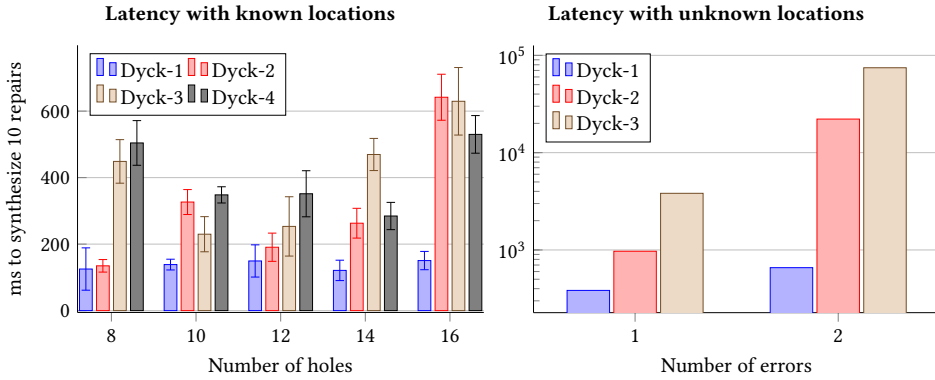 Latency with known locations
ms to synthesize 10 repairs
600
400
200
0
Dyck-1 Dyck-2
Dyck-3 Dyck-4
8 10 12 14 16
Number of holes
Latency with unknown locations
10^5
10^4
10^3
Dyck-1
Dyck-2
Dyck-3
1 2
Number of errors